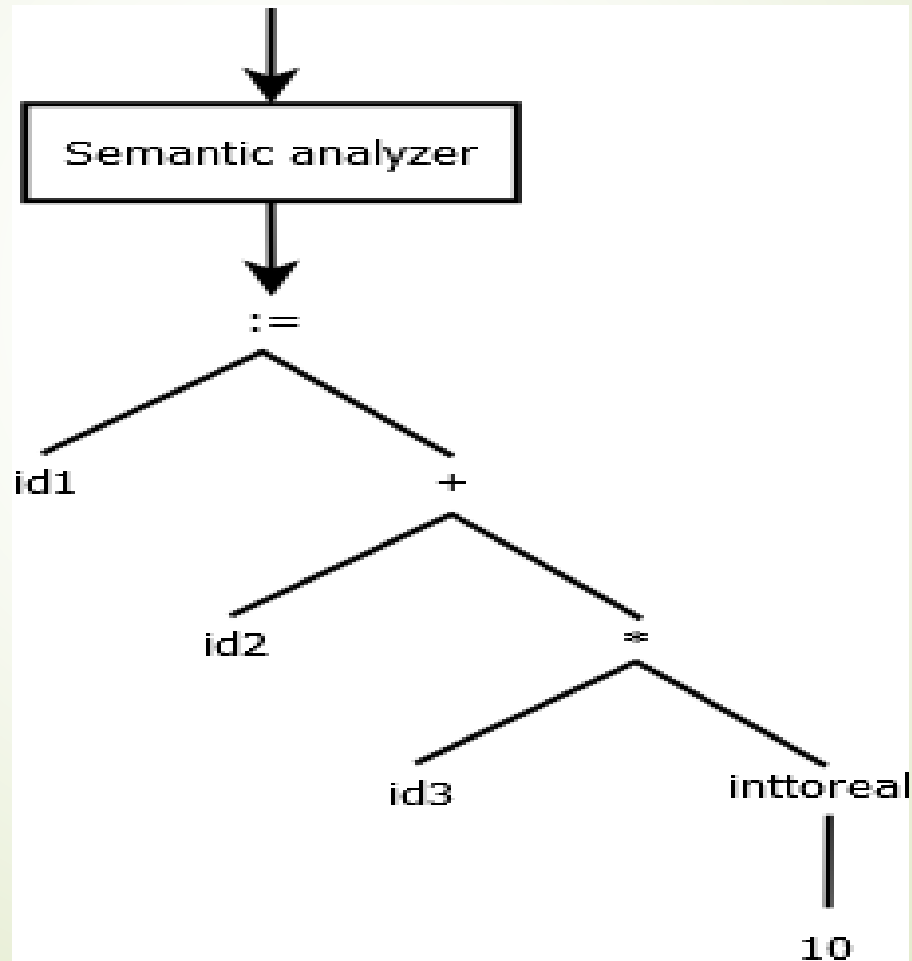 Semantic analyzer
:=
id1
+
id2
*
id3
inttoreal
10